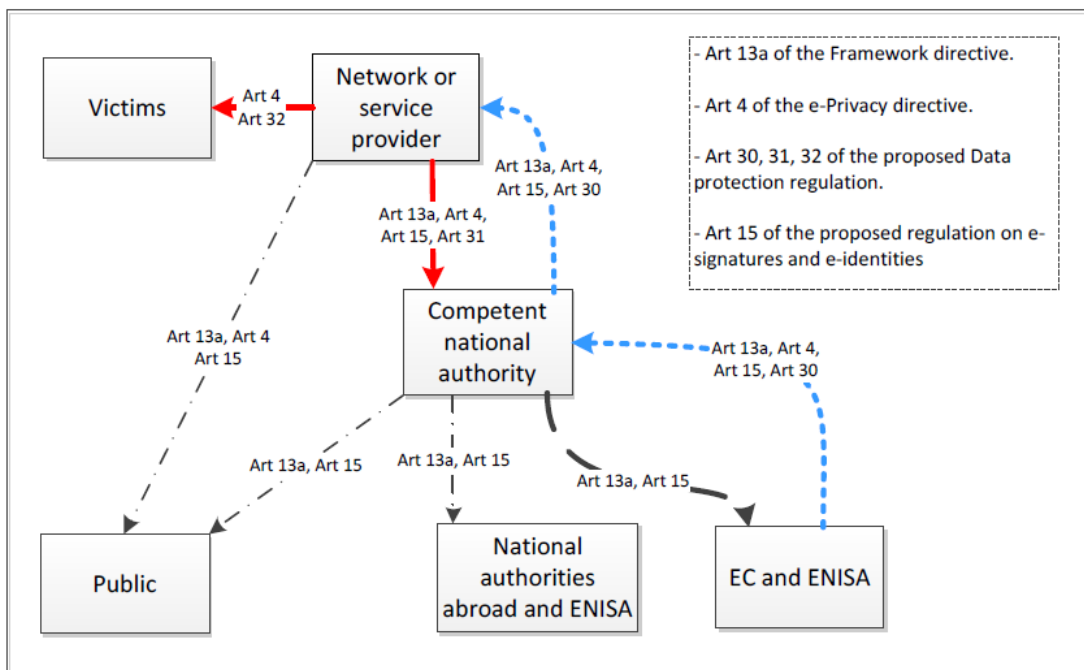 Victims
Art 4
Art 32
Network or
service
provider
- Art 13a of the Framework directive.
- Art 4 of the e-Privacy directive.
- Art 30, 31, 32 of the proposed Data
protection regulation.
- Art 15 of the proposed regulation on e-
signatures and e-identities
Art 13a, Art 4,
Art 15, Art 30
Art 13a, Art 4,
Art 15, Art 31
Art 13a, Art 4
Art 15
Competent
national
authority
Art 13a, Art 4,
Art 15, Art 30
Art 13a, Art 15
Art 13a, Art 15
Art 13a, Art 15
Public
National
authorities
abroad and ENISA
EC and ENISA